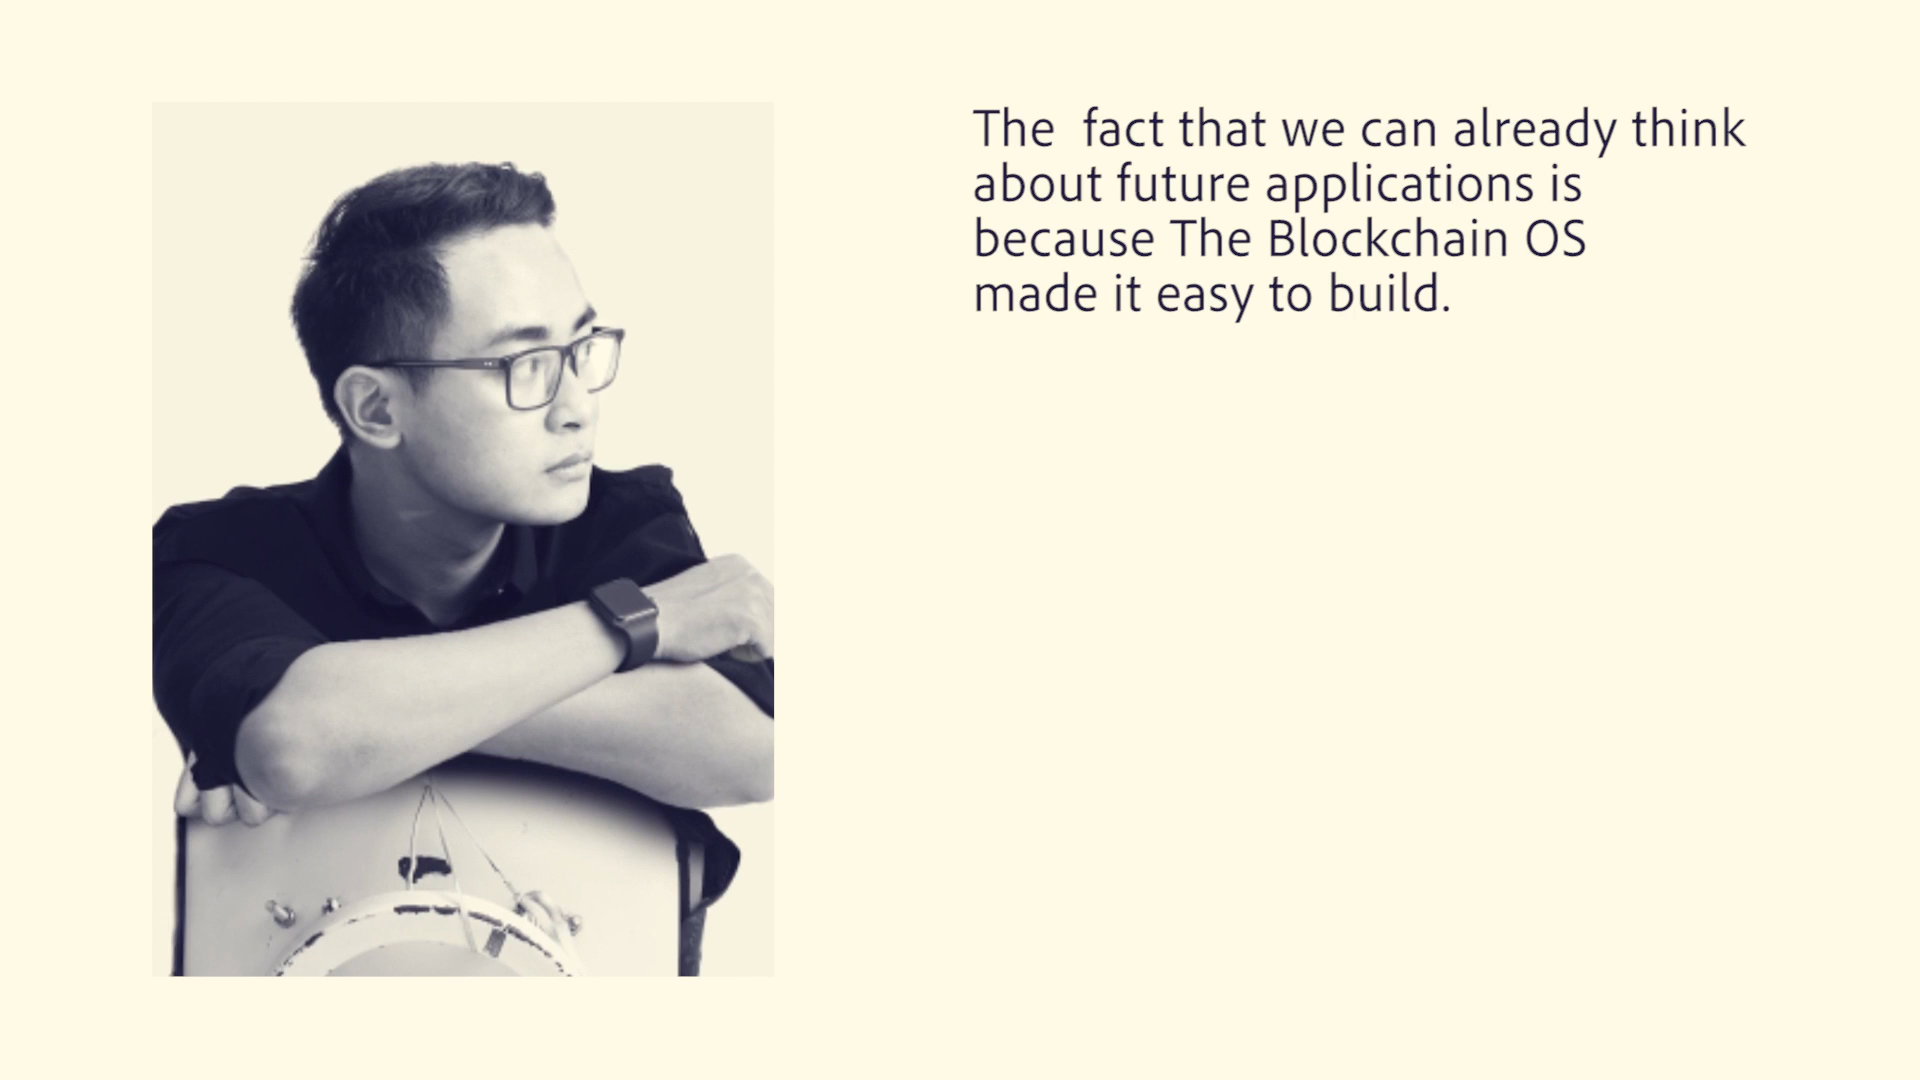 The  fact that we can already think
about future applications is
because The Blockchain OS
made it easy to build.